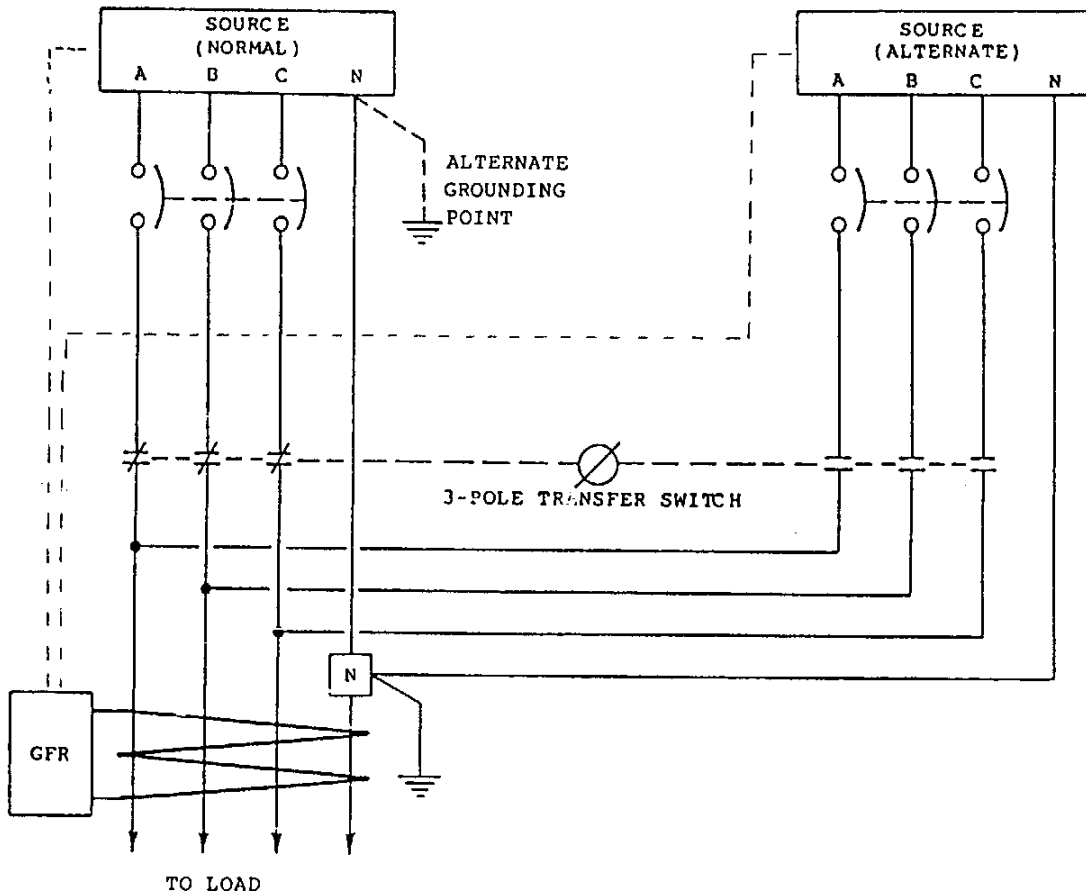 SOURCE
(NORMAL)
A B C N
SOURCE
(ALTERNATE)
A B C N
ALTERNATE
GROUNDING
POINT
3-POLE TRANSFER SWITCH
N
GFR
TO LOAD